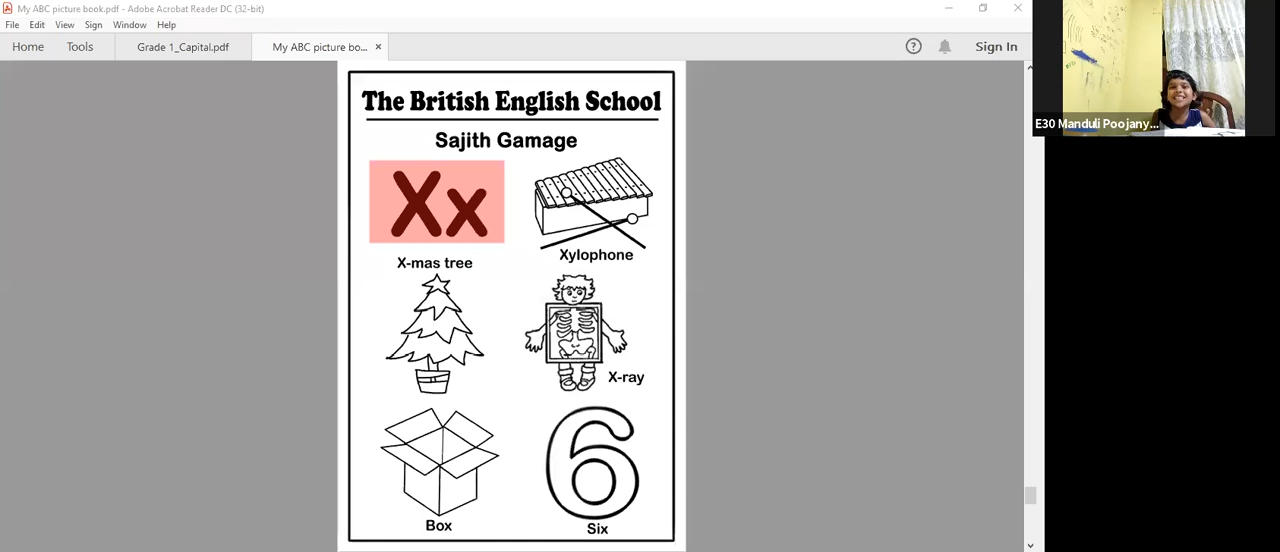 My ABC picture book.pdf - Adobe Acrobat Reader DC (32-bit)
File Edit View Sign Window Help
Home Tools Grade 1_Capital.pdf My ABC picture bo... × ? Sign In
The British English School
Sajith Gamage
Xx
Xylophone
X-mas tree
X-ray
6
Box
Six
E30 Manduli Poojany...